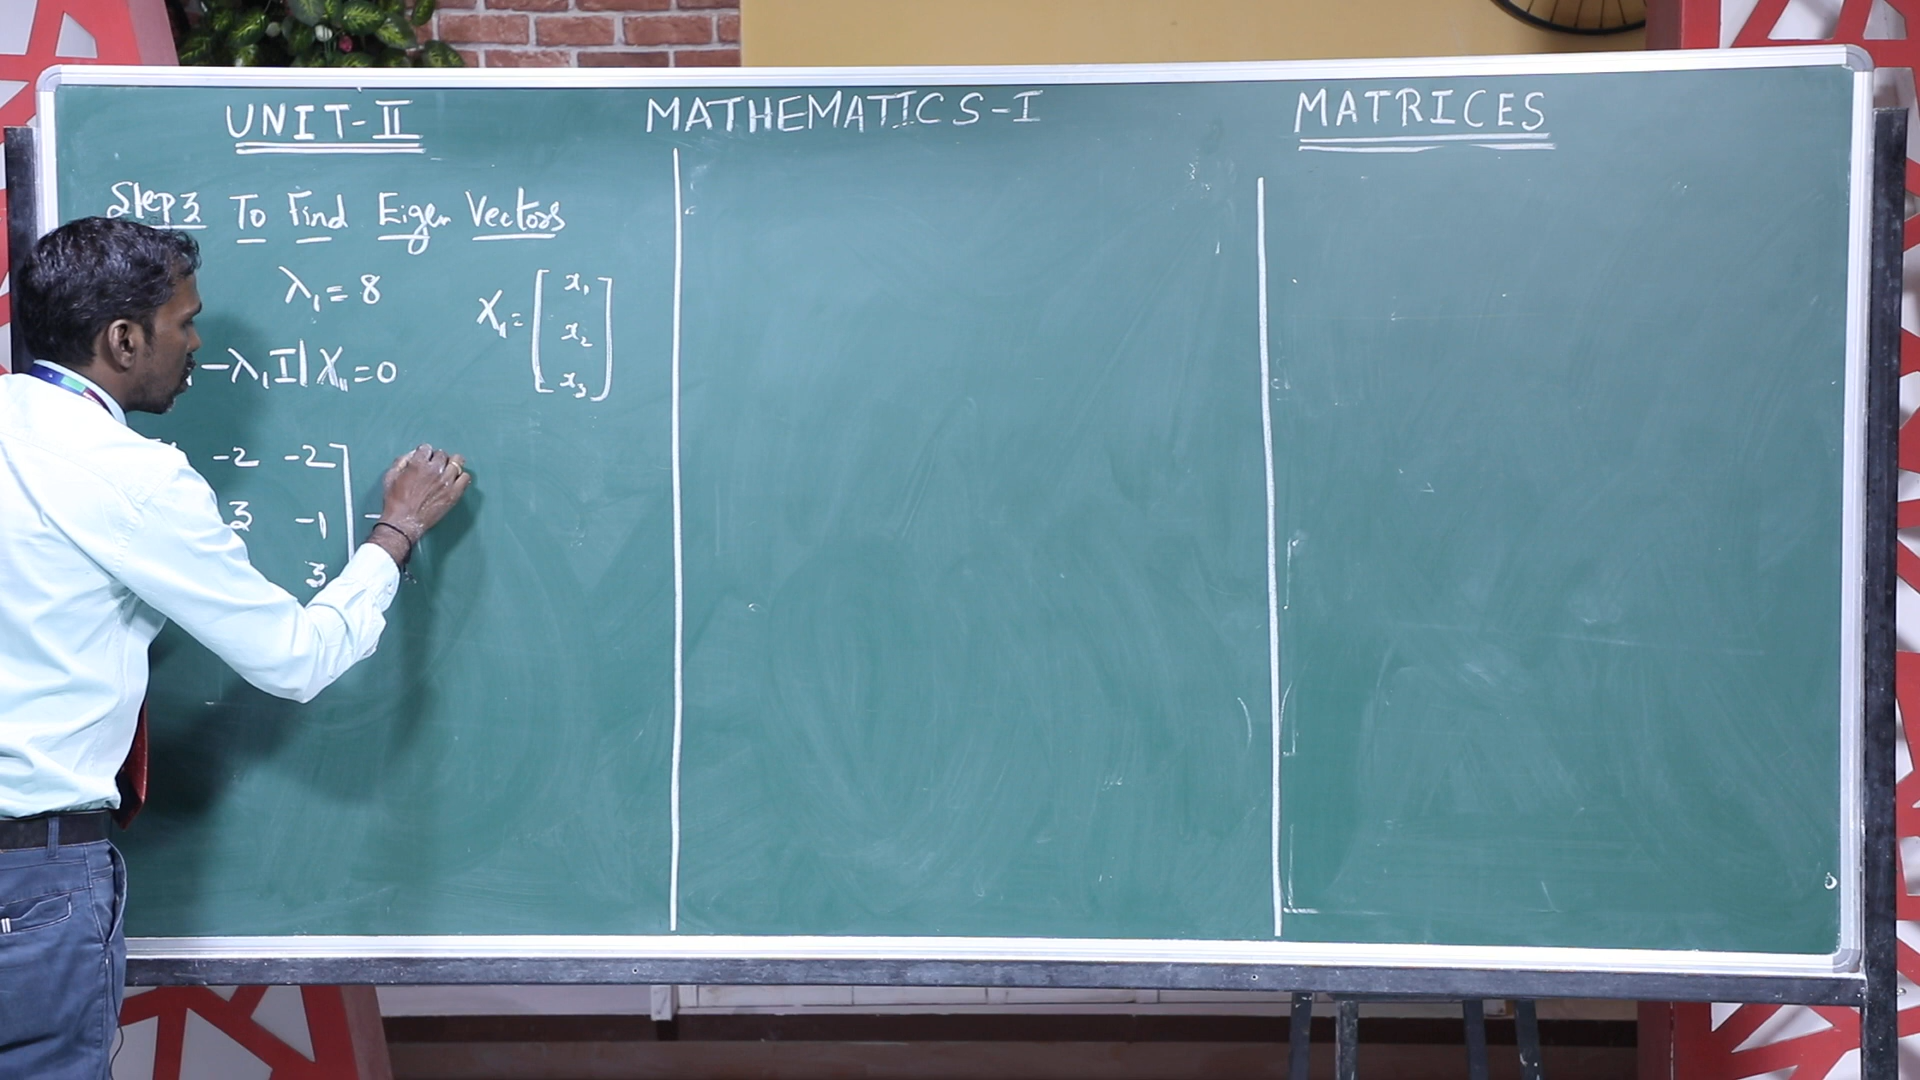 UNIT-II
MATHEMATICS-I
MATRICES
Step 3 To Find Eigen Vectors
λ₁ = 8
X₁ = [x₁ x₂ x₃]
-λ₁I| X₁ = 0
-2 -2
3 -1
3